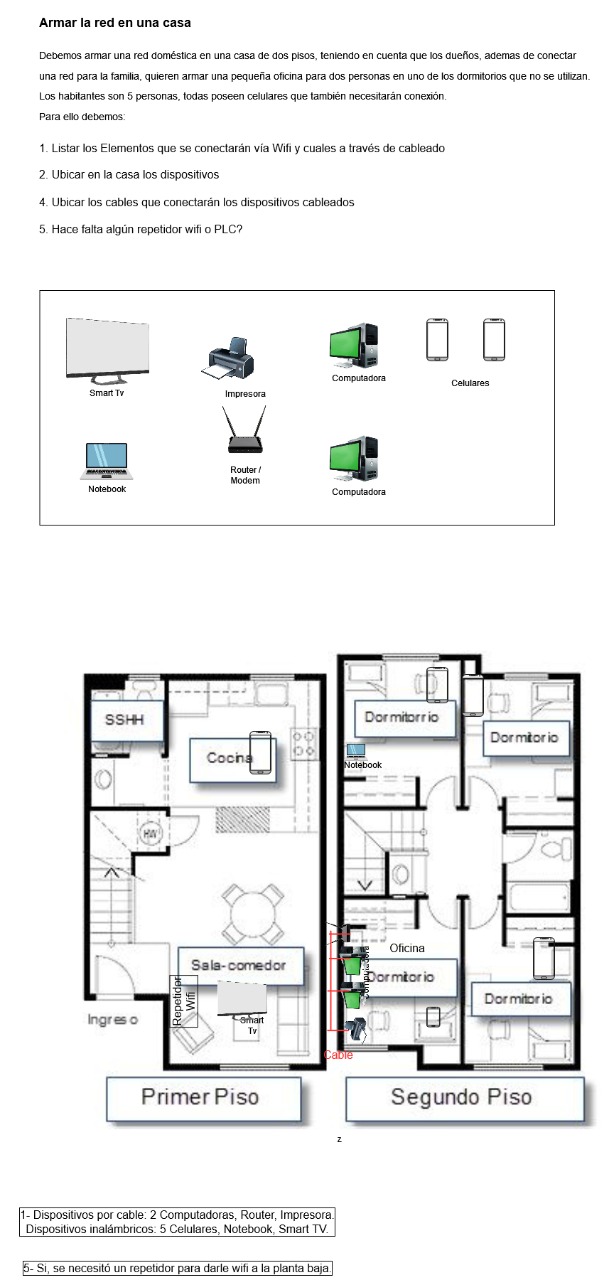 Armar la red en una casa
Debemos armar una red doméstica en una casa de dos pisos, teniendo en cuenta que los dueños, ademas de conectar
una red para la familia, quieren armar una pequeña oficina para dos personas en uno de los dormitorios que no se utilizan.
Los habitantes son 5 personas, todas poseen celulares que también necesitarán conexión.
Para ello debemos:
1. Listar los Elementos que se conectarán vía Wifi y cuales a través de cableado
2. Ubicar en la casa los dispositivos
4. Ubicar los cables que conectarán los dispositivos cableados
5. Hace falta algún repetidor wifi o PLC?
Smart Tv
Impresora
Computadora
Celulares
Notebook
Router /
Modem
Computadora
SSHH
Cocina
HW
Sala-comedor
Repetidor
Wifi
Smart
Tv
Ingreso
Primer Piso
Dormitorrio
Dormitorio
Notebook
Oficina
Dormitorio
Computadora
Dormitorio
Cable
Segundo Piso
z
1- Dispositivos por cable: 2 Computadoras, Router, Impresora.
Dispositivos inalámbricos: 5 Celulares, Notebook, Smart TV.
5- Si, se necesitó un repetidor para darle wifi a la planta baja.